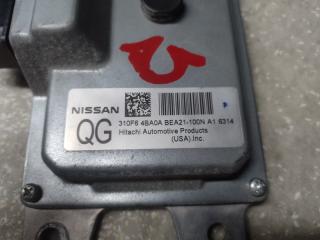 NISSAN
QG
310F6 4BA0A BEA21-100N A1 6314
Hitachi Automotive Products
(USA).Inc.